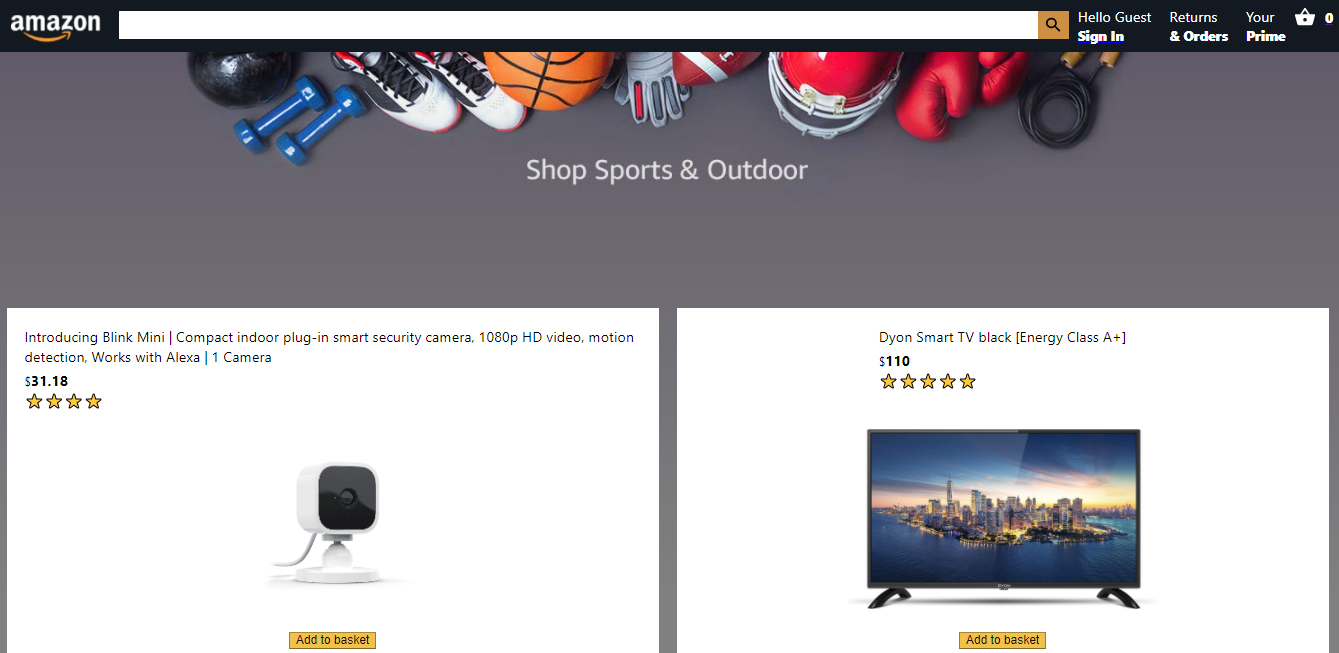 amazon
Hello Guest
Sign In
Returns
& Orders
Your
Prime
0
Shop Sports & Outdoor
Introducing Blink Mini | Compact indoor plug-in smart security camera, 1080p HD video, motion
detection, Works with Alexa | 1 Camera
$31.18
Dyon Smart TV black [Energy Class A+]
$110
DYON
Add to basket
Add to basket